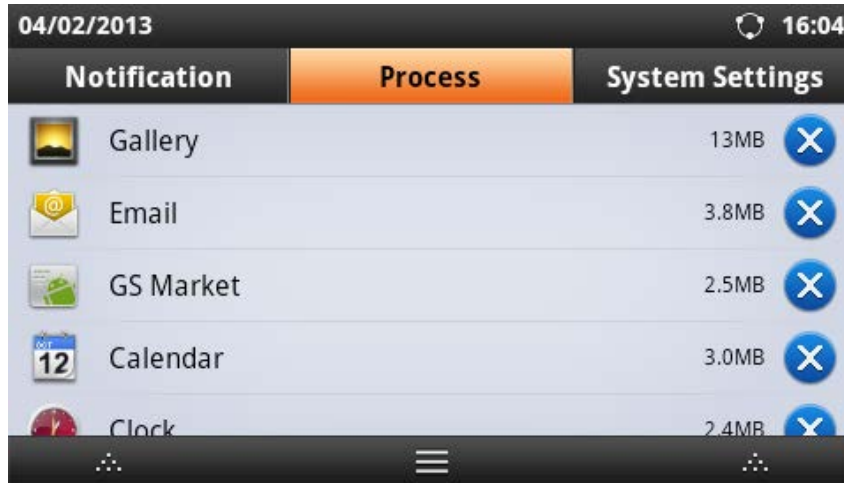 04/02/2013 16:04
Notification Process System Settings
Gallery 13MB
@ Email 3.8MB
GS Market 2.5MB
OCT
12 Calendar 3.0MB
Clock 2.4MB